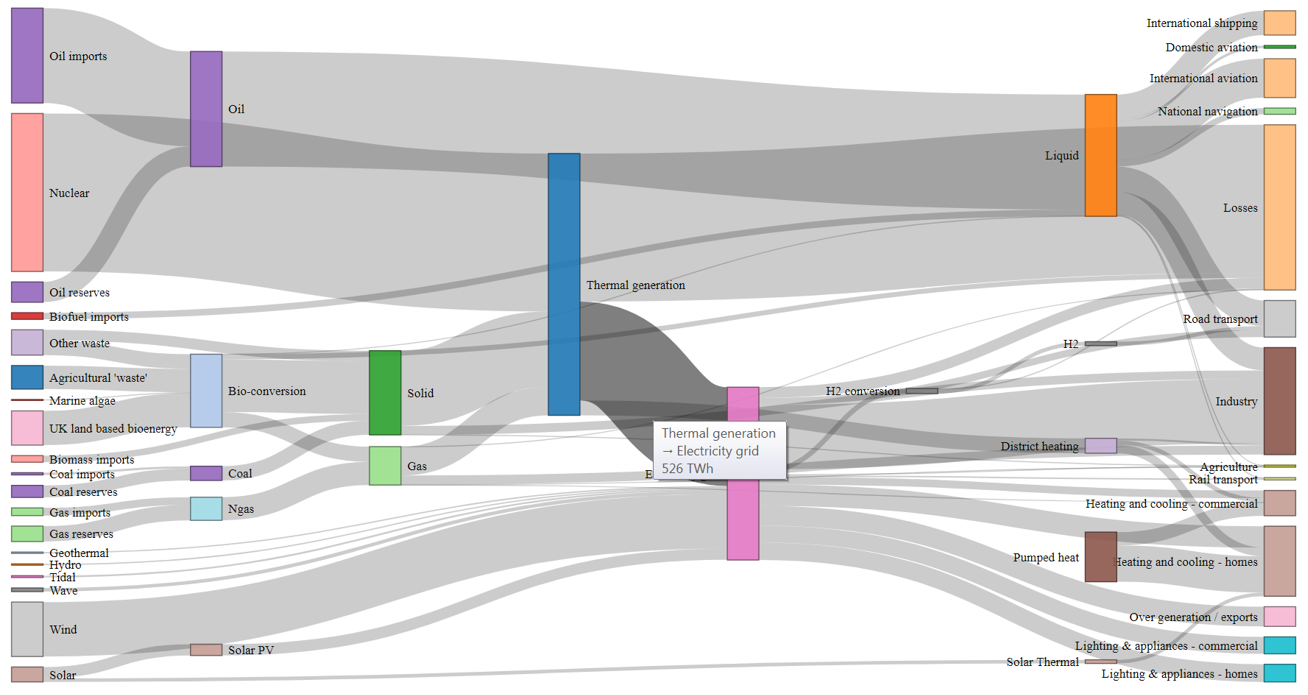 Oil imports
Nuclear
Oil reserves
Biofuel imports
Other waste
Agricultural 'waste'
Marine algae
UK land based bioenergy
Biomass imports
Coal imports
Coal reserves
Gas imports
Gas reserves
Geothermal
Hydro
Tidal
Wave
Wind
Solar
Oil
Bio-conversion
Coal
Ngas
Solar PV
Solid
Gas
Thermal generation
E
Thermal generation
→ Electricity grid
526 TWh
H2 conversion
Liquid
H2
District heating
Pumped heat
Solar Thermal
International shipping
Domestic aviation
International aviation
National navigation
Losses
Road transport
Industry
Agriculture
Rail transport
Heating and cooling - commercial
Heating and cooling - homes
Over generation / exports
Lighting & appliances - commercial
Lighting & appliances - homes